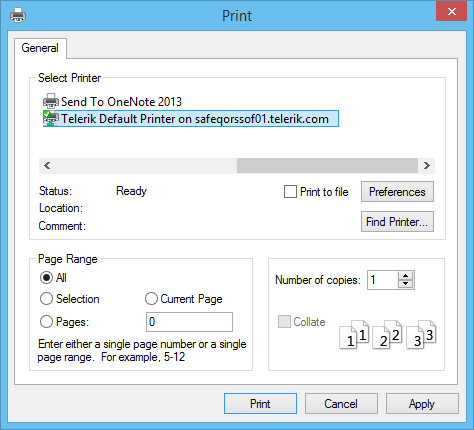 Print
General
Select Printer
Send To OneNote 2013
Telerik Default Printer on safeqorssof01.telerik.com
Status: Ready
Print to file
Preferences
Location:
Comment:
Find Printer...
Page Range
All
Selection
Current Page
Pages: 0
Enter either a single page number or a single
page range. For example, 5-12
Number of copies: 1
Collate
1 1 2 2 3 3
Print
Cancel
Apply